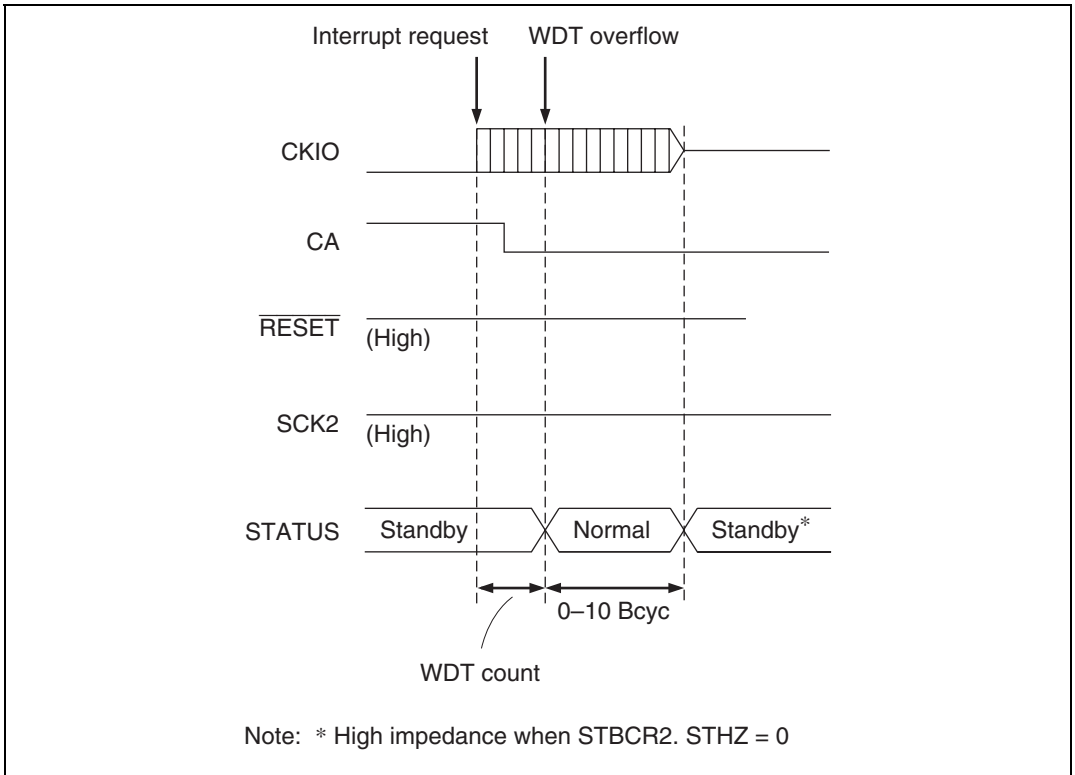 Interrupt request WDT overflow
CKIO
CA
RESET
(High)
SCK2
(High)
STATUS Standby Normal Standby*
0–10 Bcyc
WDT count
Note: * High impedance when STBCR2. STHZ = 0